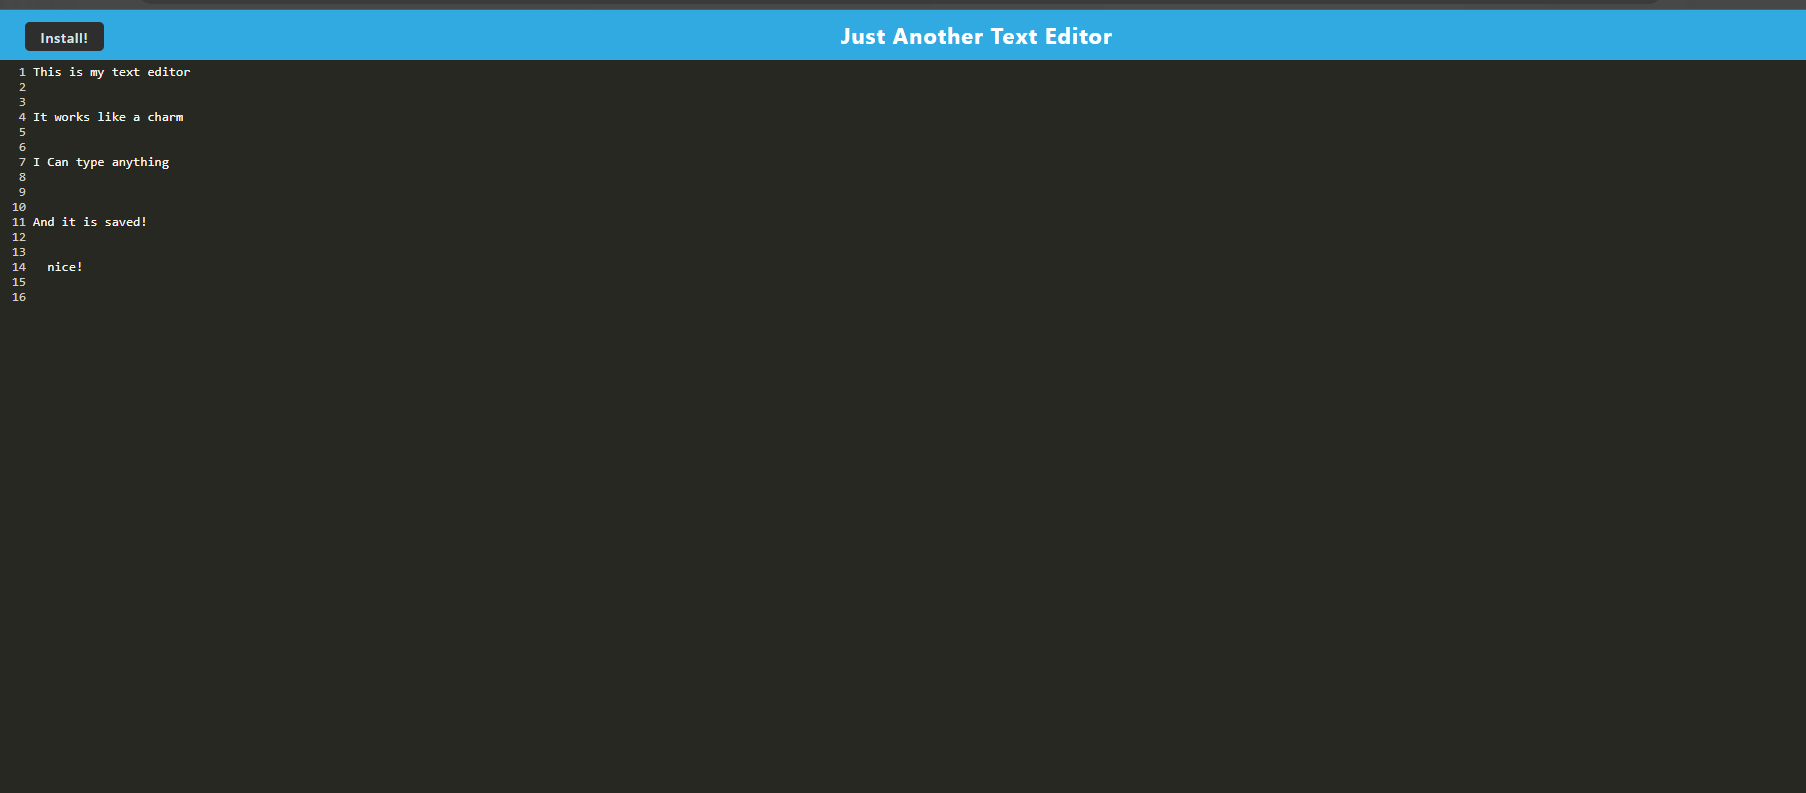 Install!
Just Another Text Editor
1 This is my text editor
2
3
4 It works like a charm
5
6
7 I Can type anything
8
9
10
11 And it is saved!
12
13
14   nice!
15
16